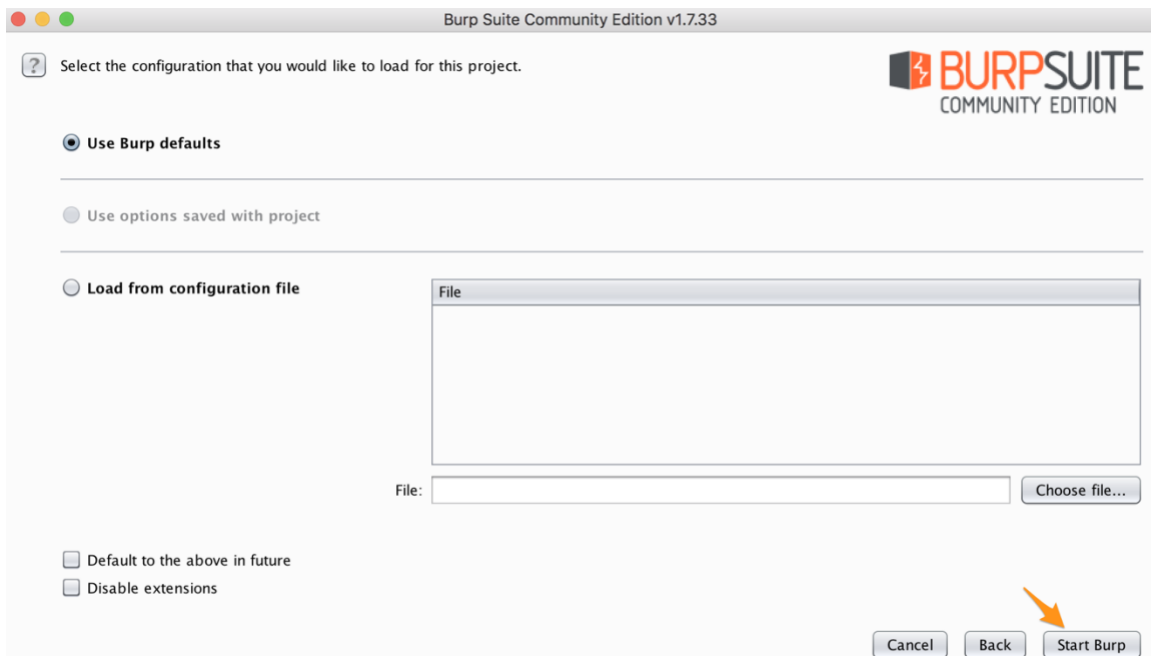 Burp Suite Community Edition v1.7.33
? Select the configuration that you would like to load for this project.
BURPSUITE
COMMUNITY EDITION
Use Burp defaults
Use options saved with project
Load from configuration file
File
File:
Choose file...
Default to the above in future
Disable extensions
Cancel Back Start Burp